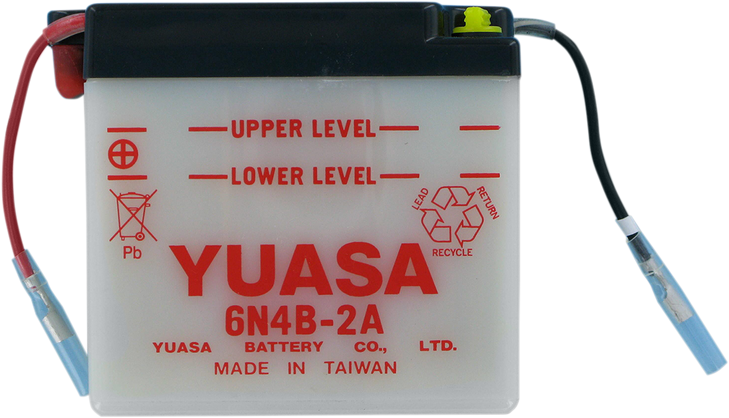 UPPER LEVEL
LOWER LEVEL
Pb
LEAD RETURN
RECYCLE
YUASA
6N4B-2A
YUASA BATTERY CO., LTD.
MADE IN TAIWAN